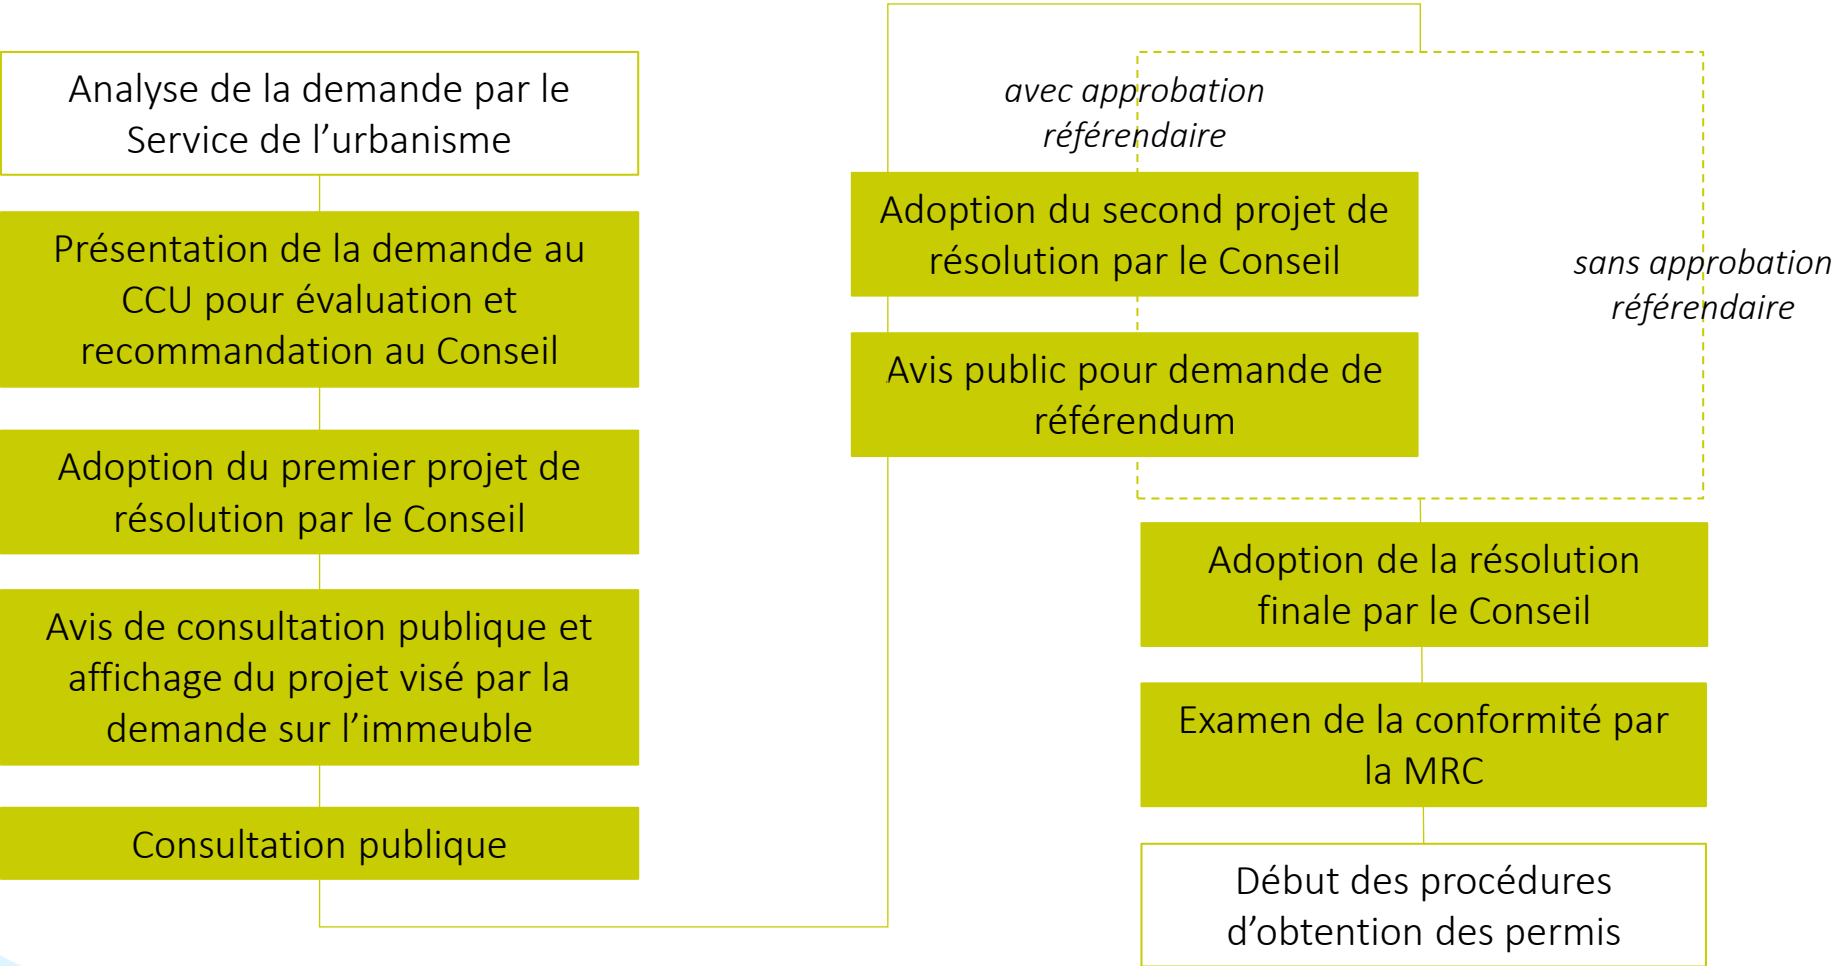 Analyse de la demande par le
Service de l’urbanisme
Présentation de la demande au
CCU pour évaluation et
recommandation au Conseil
Adoption du premier projet de
résolution par le Conseil
Avis de consultation publique et
affichage du projet visé par la
demande sur l’immeuble
Consultation publique
avec approbation
référendaire
Adoption du second projet de
résolution par le Conseil
Avis public pour demande de
référendum
sans approbation
référendaire
Adoption de la résolution
finale par le Conseil
Examen de la conformité par
la MRC
Début des procédures
d’obtention des permis